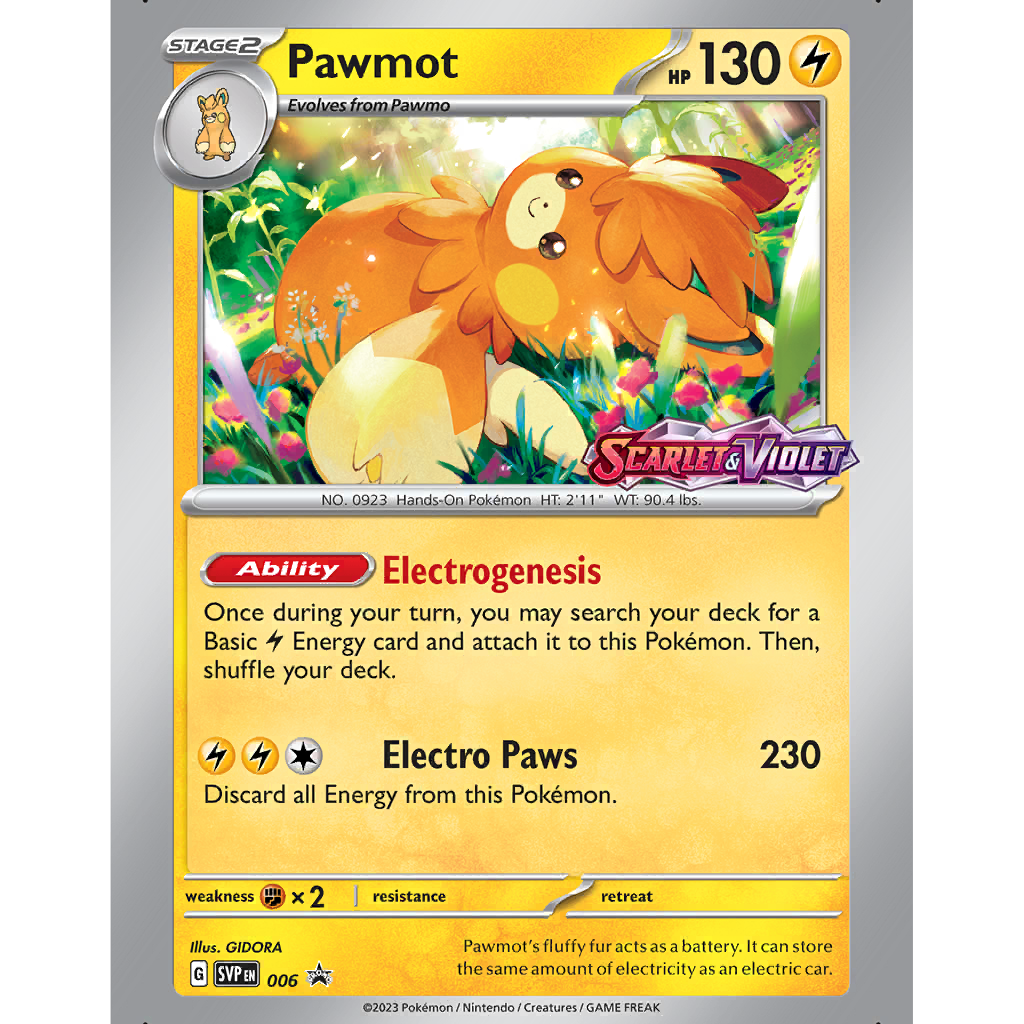 STAGE2
Pawmot
HP 130
Evolves from Pawmo
SCARLET & VIOLET
NO. 0923 Hands-On Pokémon HT: 2'11" WT: 90.4 lbs.
Ability Electrogenesis
Once during your turn, you may search your deck for a
Basic Energy card and attach it to this Pokémon. Then,
shuffle your deck.
Electro Paws 230
Discard all Energy from this Pokémon.
weakness ×2 resistance retreat
Illus. GIDORA
Pawmot's fluffy fur acts as a battery. It can store
the same amount of electricity as an electric car.
G SVP EN 006 PROMO
©2023 Pokémon / Nintendo / Creatures / GAME FREAK